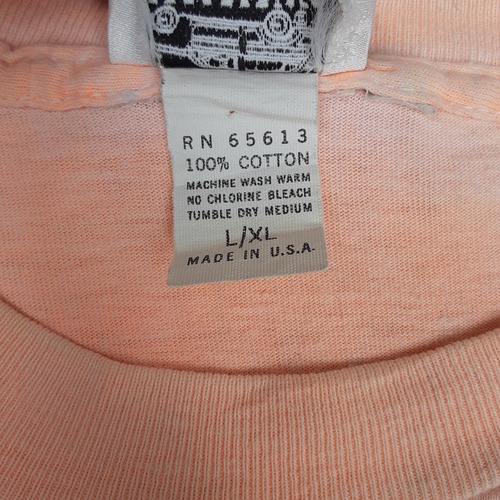 RN 65613
100% COTTON
MACHINE WASH WARM
NO CHLORINE BLEACH
TUMBLE DRY MEDIUM
L/XL
MADE IN U.S.A.